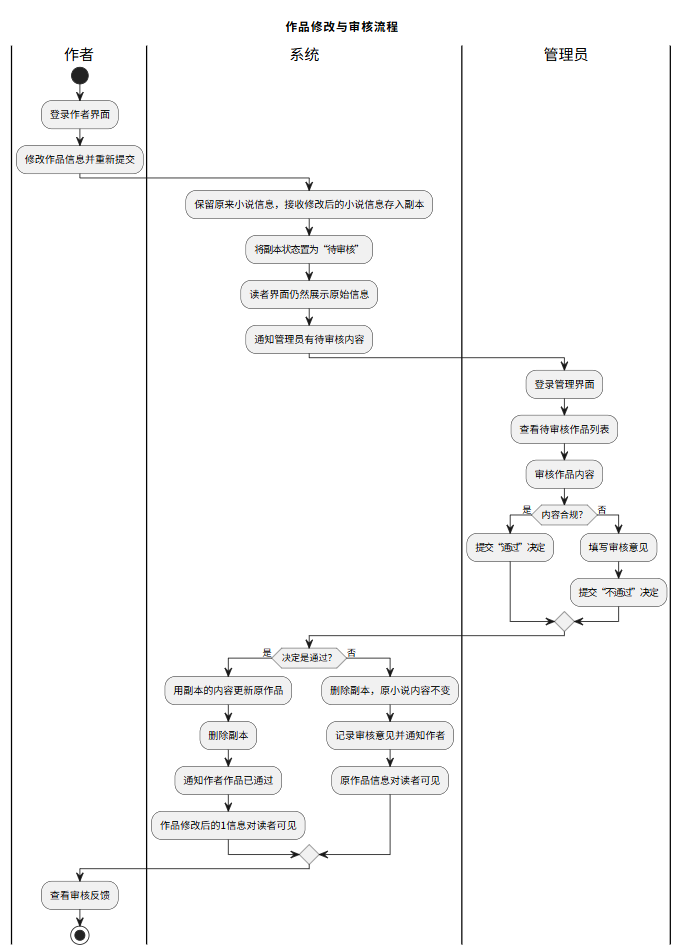 作品修改与审核流程
作者
系统
管理员
登录作者界面
修改作品信息并重新提交
保留原来小说信息，接收修改后的小说信息存入副本
将副本状态置为“待审核”
读者界面仍然展示原始信息
通知管理员有待审核内容
登录管理界面
查看待审核作品列表
审核作品内容
是
内容合规？
否
提交“通过”决定
填写审核意见
提交“不通过”决定
是
决定是通过？
否
用副本的内容更新原作品
删除副本，原小说内容不变
删除副本
记录审核意见并通知作者
通知作者作品已通过
原作品信息对读者可见
作品修改后的1信息对读者可见
查看审核反馈